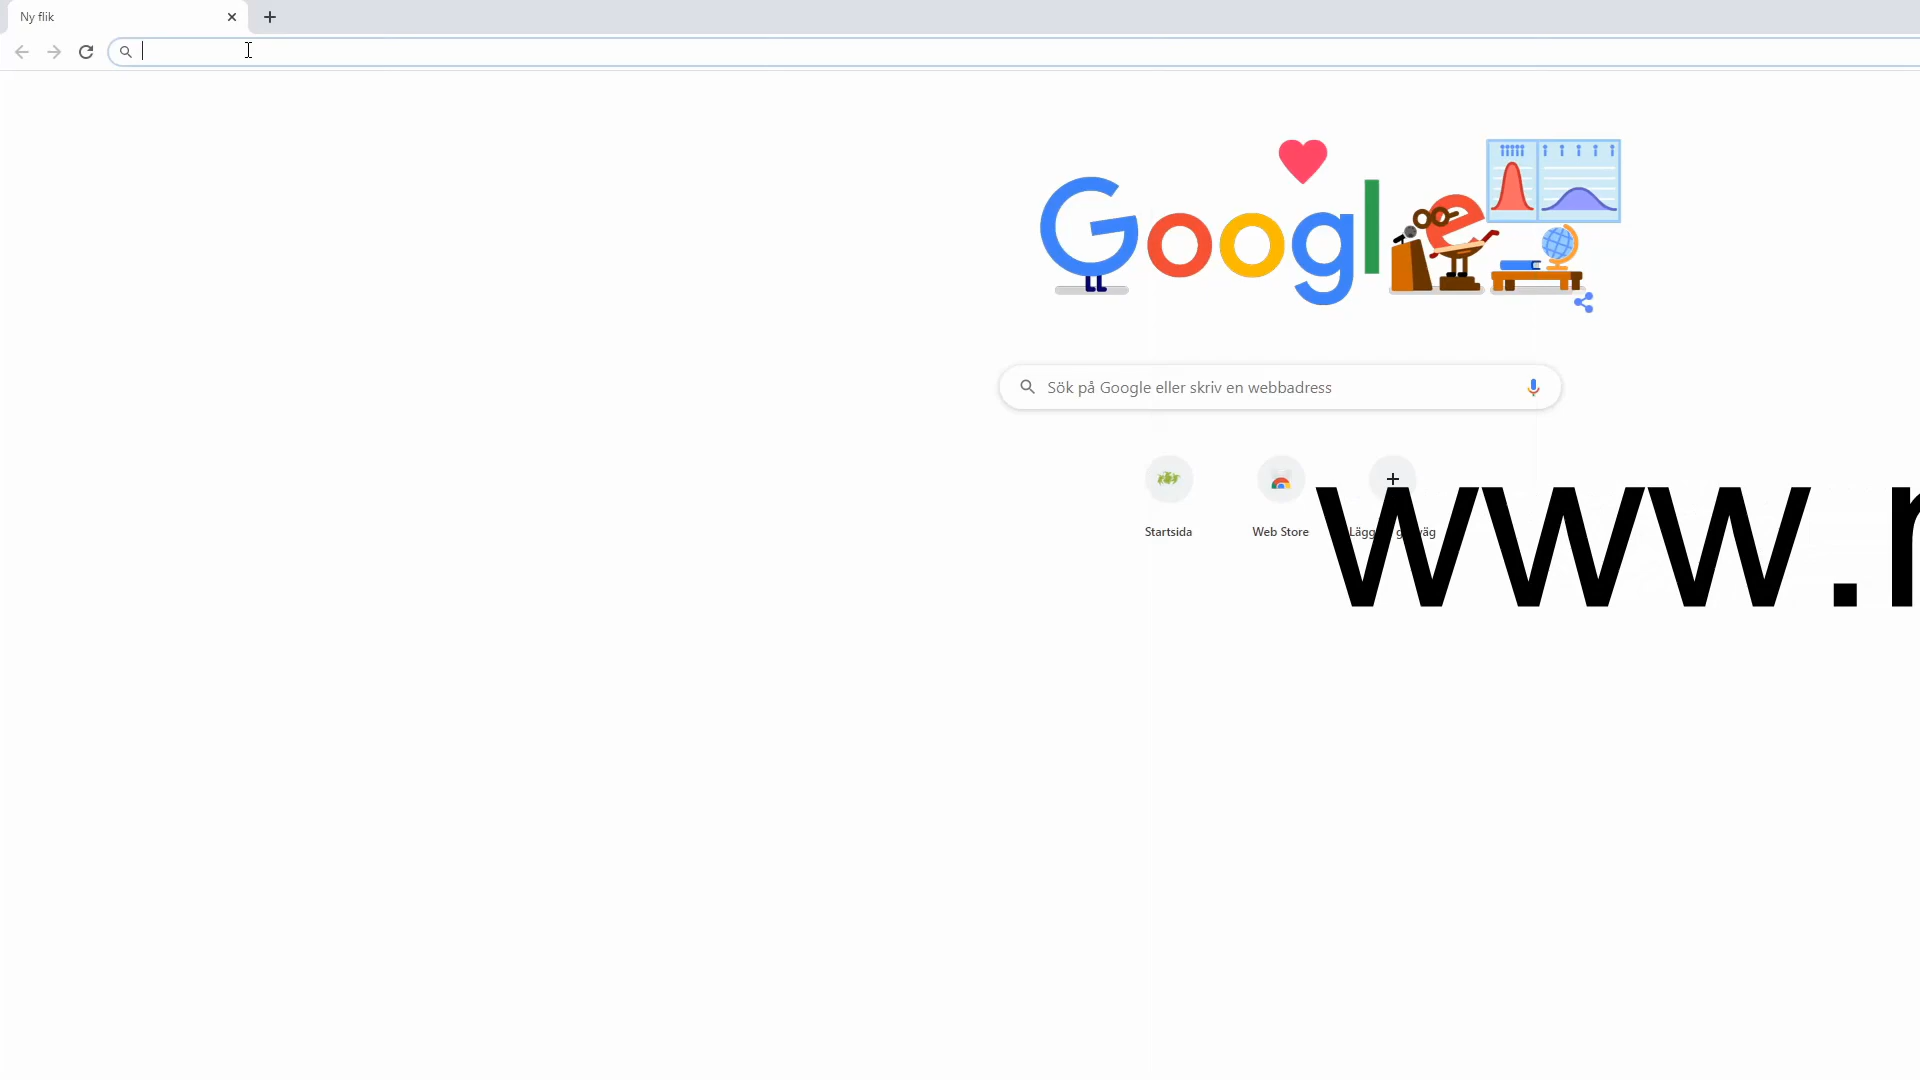 Ny flik
Google
Sök på Google eller skriv en webbadress
Startsida
Web Store
www.